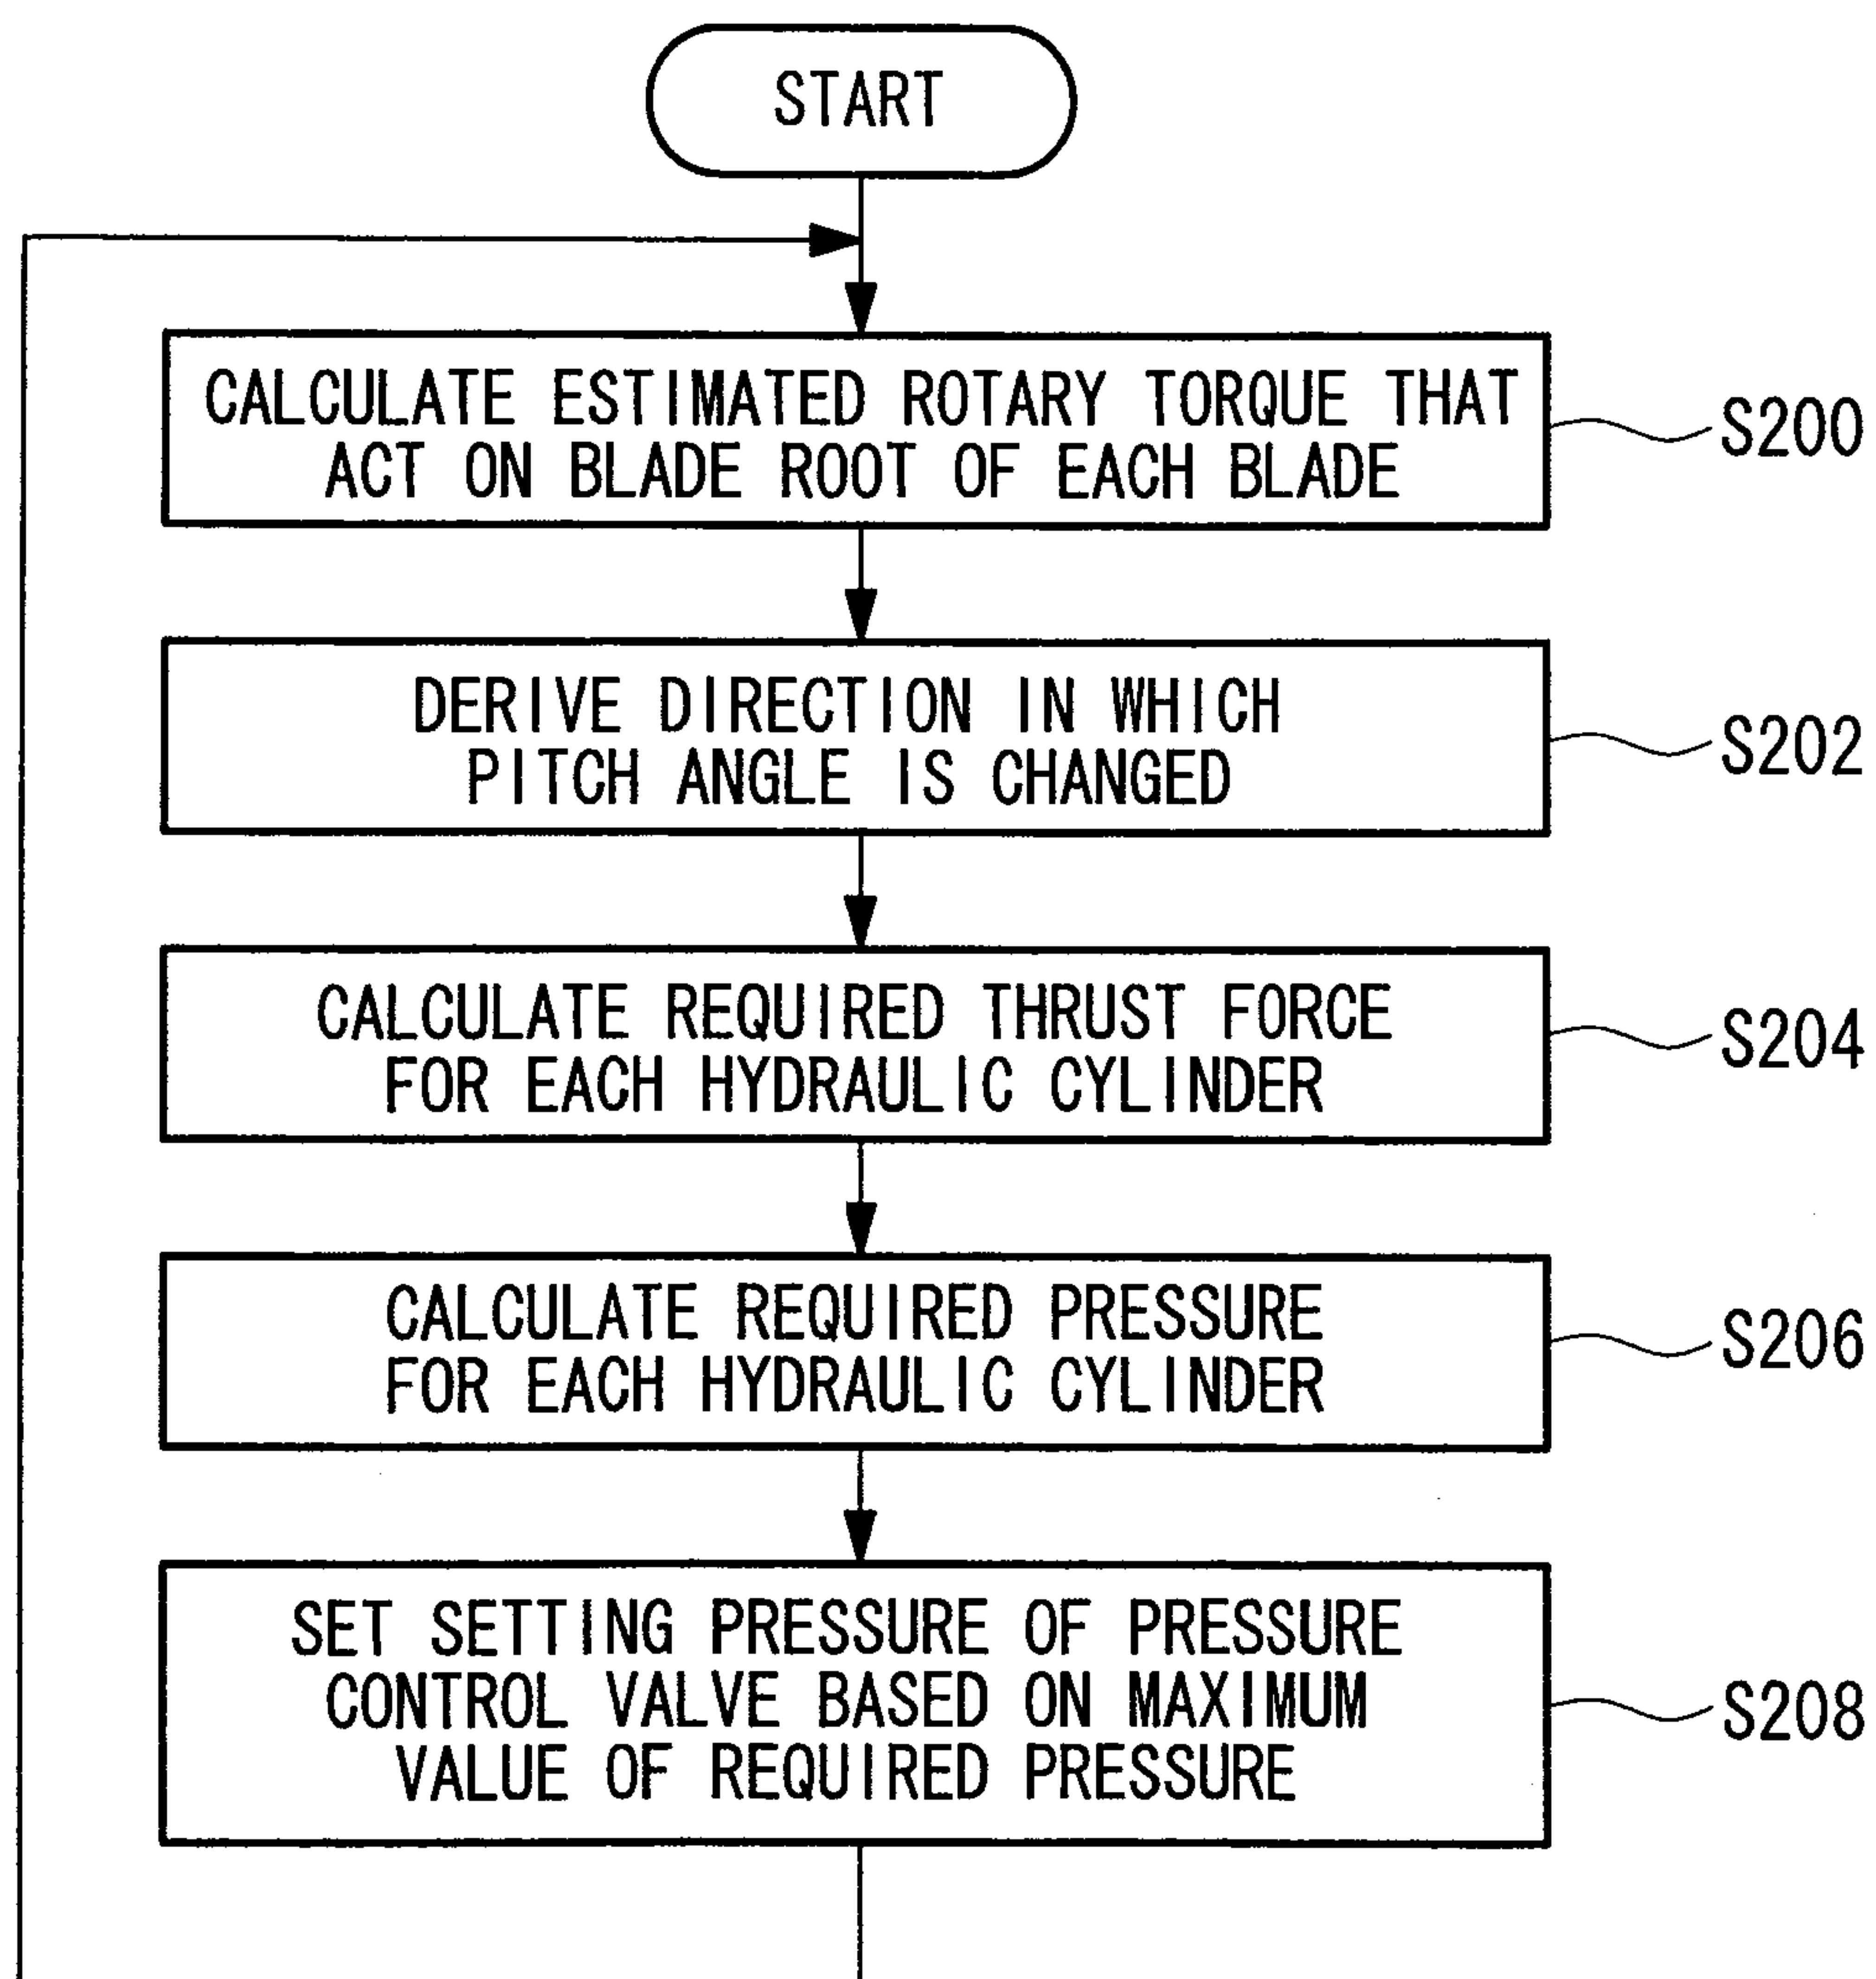 START
CALCULATE ESTIMATED ROTARY TORQUE THAT
ACT ON BLADE ROOT OF EACH BLADE
S200
DERIVE DIRECTION IN WHICH
PITCH ANGLE IS CHANGED
S202
CALCULATE REQUIRED THRUST FORCE
FOR EACH HYDRAULIC CYLINDER
S204
CALCULATE REQUIRED PRESSURE
FOR EACH HYDRAULIC CYLINDER
S206
SET SETTING PRESSURE OF PRESSURE
CONTROL VALVE BASED ON MAXIMUM
VALUE OF REQUIRED PRESSURE
S208